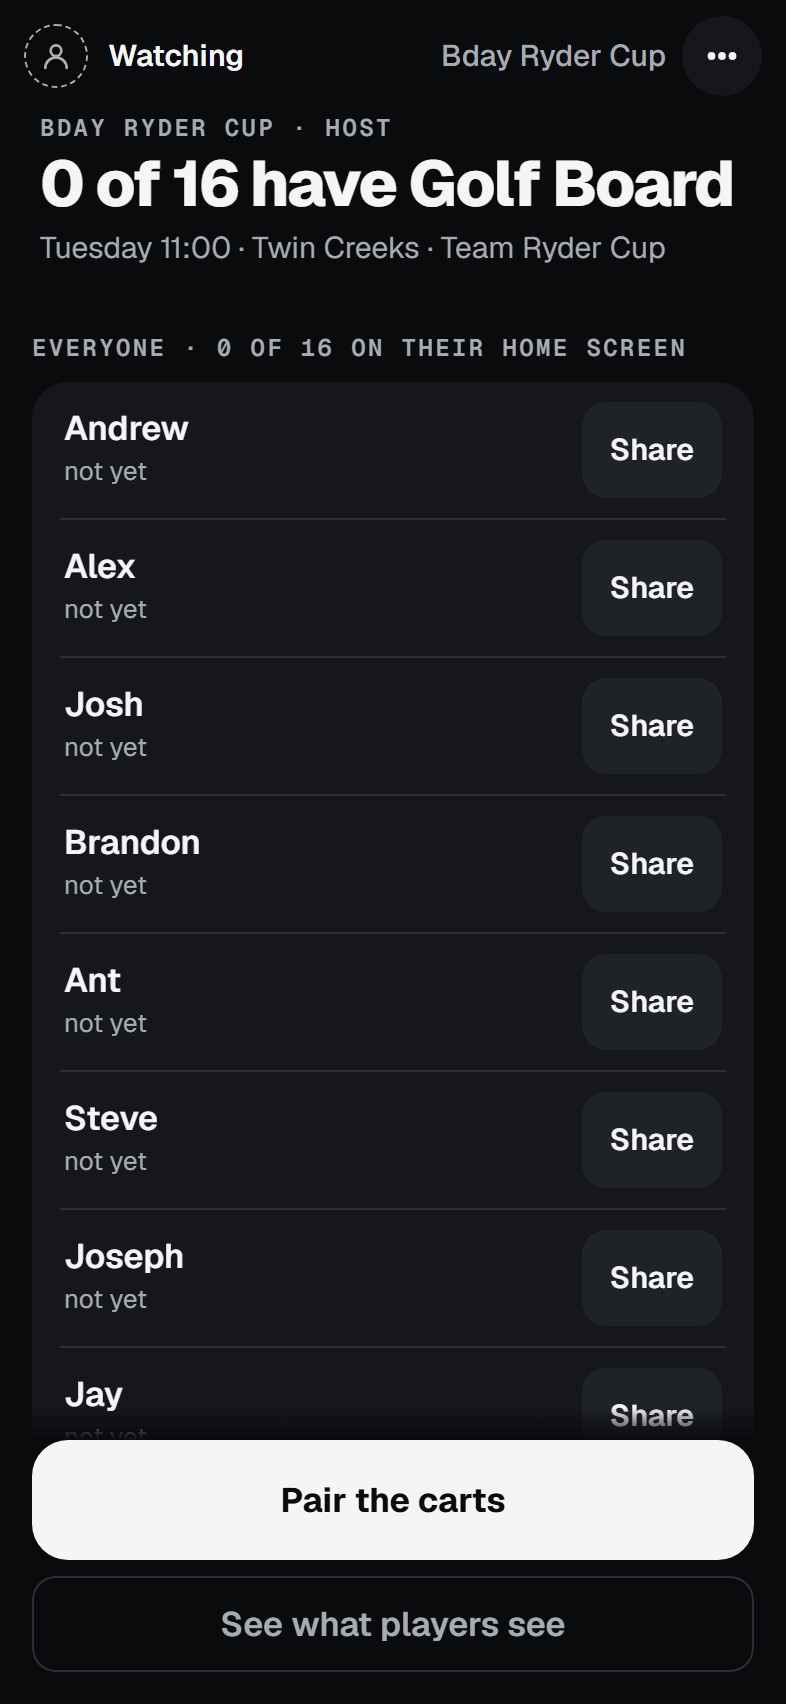 Watching
Bday Ryder Cup
BDAY RYDER CUP · HOST
0 of 16 have Golf Board
Tuesday 11:00 · Twin Creeks · Team Ryder Cup
EVERYONE · 0 OF 16 ON THEIR HOME SCREEN
Andrew
not yet
Share
Alex
not yet
Share
Josh
not yet
Share
Brandon
not yet
Share
Ant
not yet
Share
Steve
not yet
Share
Joseph
not yet
Share
Jay
not yet
Share
Pair the carts
See what players see